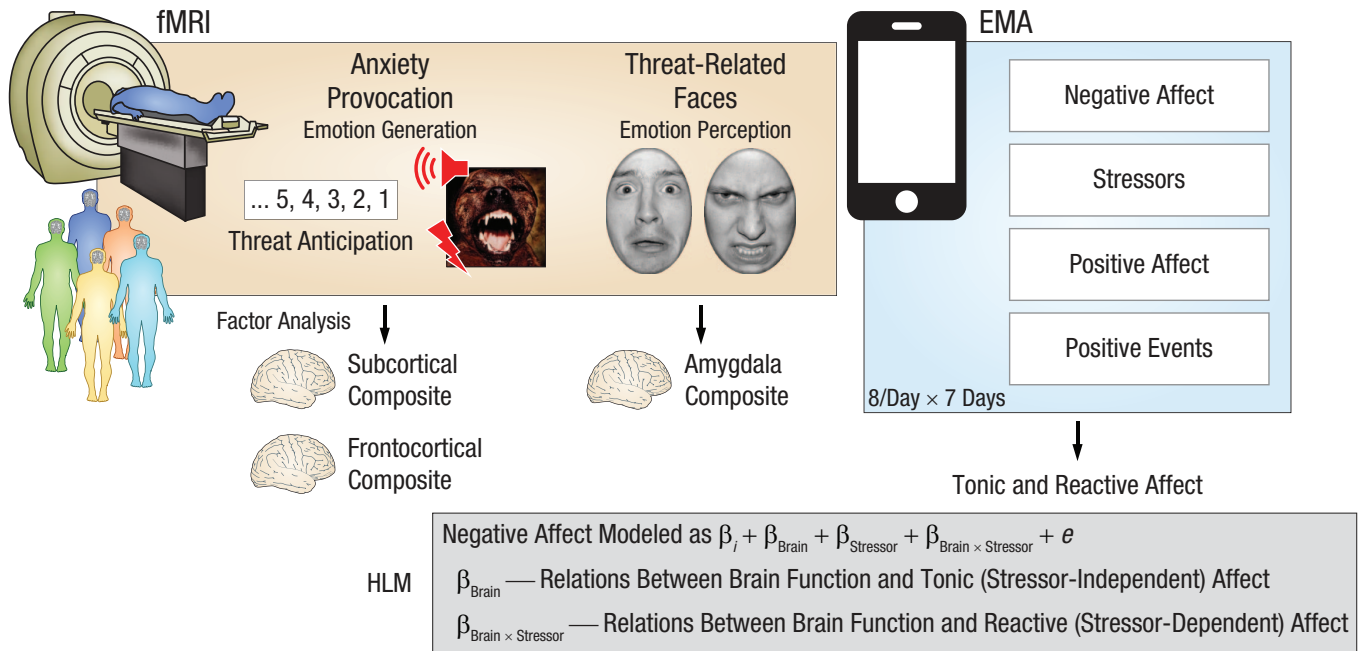 fMRI
Anxiety
Provocation
Emotion Generation
... 5, 4, 3, 2, 1
Threat Anticipation
Threat-Related
Faces
Emotion Perception
Factor Analysis
Subcortical
Composite
Frontocortical
Composite
Amygdala
Composite
EMA
Negative Affect
Stressors
Positive Affect
Positive Events
8/Day × 7 Days
Tonic and Reactive Affect
HLM
Negative Affect Modeled as β_i + β_Brain + β_Stressor + β_Brain × Stressor + e
β_Brain — Relations Between Brain Function and Tonic (Stressor-Independent) Affect
β_Brain × Stressor — Relations Between Brain Function and Reactive (Stressor-Dependent) Affect